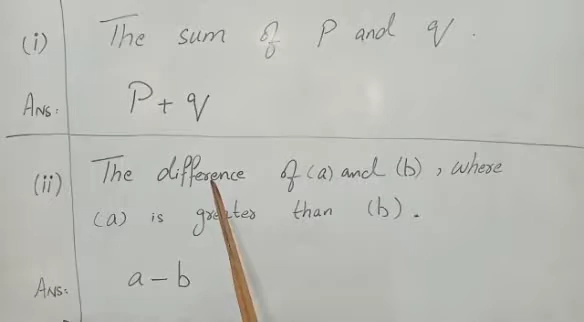 (i) The sum of P and q.
Ans: P + q
(ii) The difference of (a) and (b), where
(a) is greater than (b).
Ans: a - b